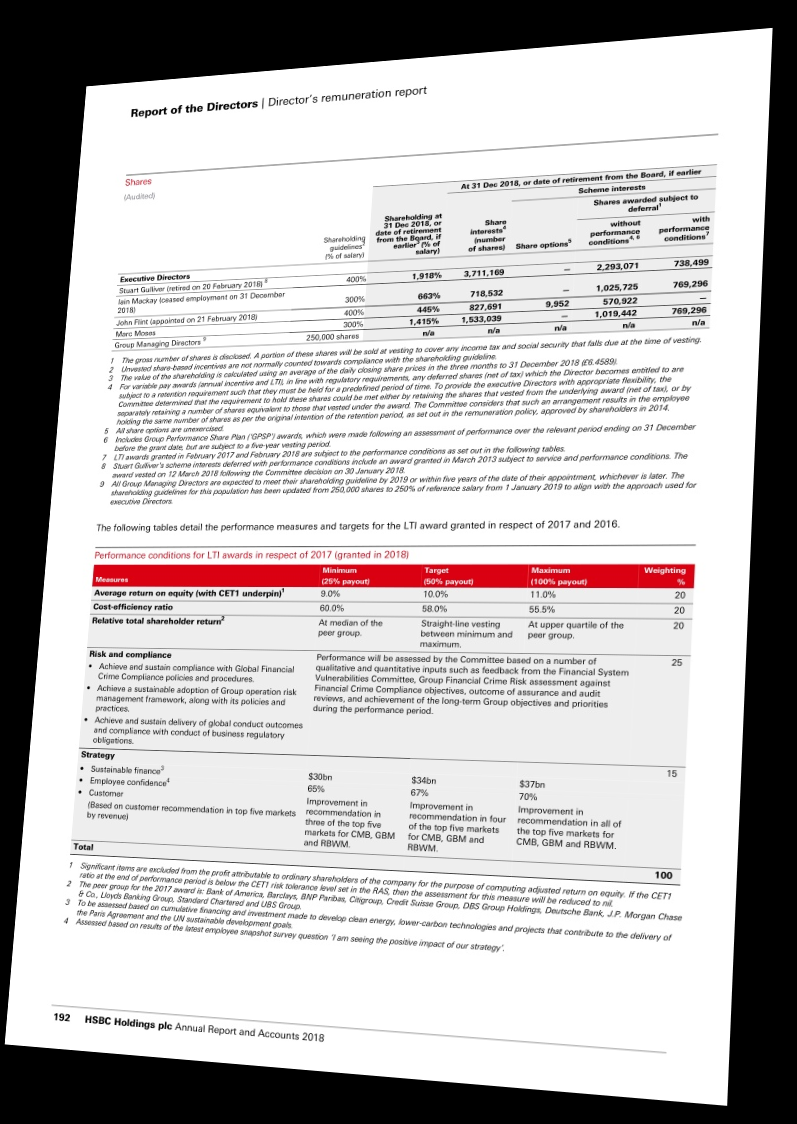 Report of the Directors | Director's remuneration report
Shares
(Audited)
At 31 Dec 2018, or date of retirement from the Board, if earlier
Scheme interests
Shares awarded subject to
deferral1
Shareholding
guidelines2
(% of salary)
Shareholding at
31 Dec 2018, or
date of retirement
from the Board, if
earlier3 (% of
salary)
Share
interests4
(number
of shares)
Share options5
without
performance
conditions4, 6
with
performance
conditions7
Executive Directors
Stuart Gulliver (retired on 20 February 2018) 8 400% 1,918% 3,711,169 — 2,293,071 738,499
Iain Mackay (ceased employment on 31 December
2018) 300% 663% 718,532 — 1,025,725 769,296
John Flint (appointed on 21 February 2018) 400% 445% 827,691 9,952 570,922 —
Marc Moses 300% 1,415% 1,533,039 — 1,019,442 769,296
Group Managing Directors 9 250,000 shares n/a n/a n/a n/a n/a
1 The gross number of shares is disclosed. A portion of these shares will be sold at vesting to cover any income tax and social security that falls due at the time of vesting.
2 Unvested share-based incentives are not normally counted towards compliance with the shareholding guideline.
3 The value of the shareholding is calculated using an average of the daily closing share prices in the three months to 31 December 2018 (£6.4589).
4 For variable pay awards (annual incentive and LTI), in line with regulatory requirements, any deferred shares (net of tax) which the Director becomes entitled to are
subject to a retention requirement such that they must be held for a predefined period of time. To provide the executive Directors with appropriate flexibility, the
Committee determined that the requirement to hold these shares could be met either by retaining the shares that vested from the underlying award (net of tax), or by
separately retaining a number of shares equivalent to those that vested under the award. The Committee considers that such an arrangement results in the employee
holding the same number of shares as per the original intention of the retention period, as set out in the remuneration policy, approved by shareholders in 2014.
5 All share options are unexercised.
6 Includes Group Performance Share Plan ('GPSP') awards, which were made following an assessment of performance over the relevant period ending on 31 December
before the grant date, but are subject to a five-year vesting period.
7 LTI awards granted in February 2017 and February 2018 are subject to the performance conditions as set out in the following tables.
8 Stuart Gulliver's scheme interests deferred with performance conditions include an award granted in March 2013 subject to service and performance conditions. The
award vested on 12 March 2018 following the Committee decision on 30 January 2018.
9 All Group Managing Directors are expected to meet their shareholding guideline by 2019 or within five years of the date of their appointment, whichever is later. The
shareholding guidelines for this population has been updated from 250,000 shares to 250% of reference salary from 1 January 2019 to align with the approach used for
executive Directors.
The following tables detail the performance measures and targets for the LTI award granted in respect of 2017 and 2016.
Performance conditions for LTI awards in respect of 2017 (granted in 2018)
Measures
Minimum
(25% payout)
Target
(50% payout)
Maximum
(100% payout)
Weighting
%
Average return on equity (with CET1 underpin)1 9.0% 10.0% 11.0% 20
Cost-efficiency ratio 60.0% 58.0% 55.5% 20
Relative total shareholder return2
At median of the
peer group.
Straight-line vesting
between minimum and
maximum.
At upper quartile of the
peer group.
20
Risk and compliance
• Achieve and sustain compliance with Global Financial
Crime Compliance policies and procedures.
• Achieve a sustainable adoption of Group operation risk
management framework, along with its policies and
practices.
• Achieve and sustain delivery of global conduct outcomes
and compliance with conduct of business regulatory
obligations.
Performance will be assessed by the Committee based on a number of
qualitative and quantitative inputs such as feedback from the Financial System
Vulnerabilities Committee, Group Financial Crime Risk assessment against
Financial Crime Compliance objectives, outcome of assurance and audit
reviews, and achievement of the long-term Group objectives and priorities
during the performance period.
25
Strategy 15
• Sustainable finance3 $30bn $34bn $37bn
• Employee confidence4 65% 67% 70%
• Customer
(Based on customer recommendation in top five markets
by revenue)
Improvement in
recommendation in
three of the top five
markets for CMB, GBM
and RBWM.
Improvement in
recommendation in four
of the top five markets
for CMB, GBM and
RBWM.
Improvement in
recommendation in all of
the top five markets for
CMB, GBM and RBWM.
Total 100
1 Significant items are excluded from the profit attributable to ordinary shareholders of the company for the purpose of computing adjusted return on equity. If the CET1
ratio at the end of performance period is below the CET1 risk tolerance level set in the RAS, then the assessment for this measure will be reduced to nil.
2 The peer group for the 2017 award is: Bank of America, Barclays, BNP Paribas, Citigroup, Credit Suisse Group, DBS Group Holdings, Deutsche Bank, J.P. Morgan Chase
& Co., Lloyds Banking Group, Standard Chartered and UBS Group.
3 To be assessed based on cumulative financing and investment made to develop clean energy, lower-carbon technologies and projects that contribute to the delivery of
the Paris Agreement and the UN sustainable development goals.
4 Assessed based on results of the latest employee snapshot survey question 'I am seeing the positive impact of our strategy'.
192 HSBC Holdings plc Annual Report and Accounts 2018